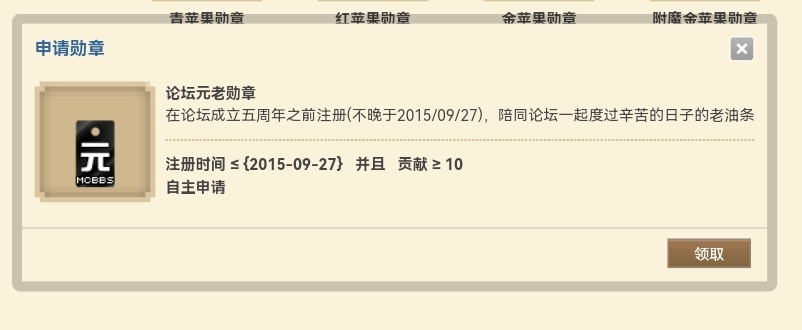 青苹果勋章 红苹果勋章 金苹果勋章 附魔金苹果勋章
申请勋章
论坛元老勋章
在论坛成立五周年之前注册(不晚于2015/09/27)，陪同论坛一起度过辛苦的日子的老油条
元
MCBBS
注册时间 ≤ {2015-09-27} 并且 贡献 ≥ 10
自主申请
领取